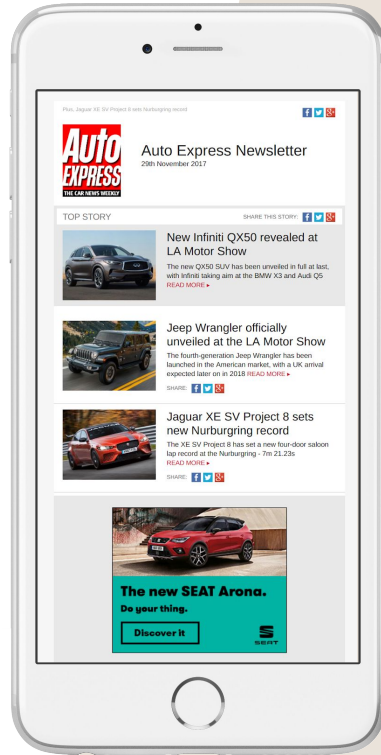 Plus, Jaguar XE SV Project 8 sets Nurburgring record
Auto
EXPRESS
THE CAR NEWS WEEKLY
Auto Express Newsletter
29th November 2017
TOP STORY
SHARE THIS STORY:
New Infiniti QX50 revealed at
LA Motor Show
The new QX50 SUV has been unveiled in full at last,
with Infiniti taking aim at the BMW X3 and Audi Q5
READ MORE ▸
Jeep Wrangler officially
unveiled at the LA Motor Show
The fourth-generation Jeep Wrangler has been
launched in the American market, with a UK arrival
expected later on in 2018 READ MORE ▸
SHARE:
Jaguar XE SV Project 8 sets
new Nurburgring record
The XE SV Project 8 has set a new four-door saloon
lap record at the Nurburgring - 7m 21.23s
READ MORE ▸
SHARE:
The new SEAT Arona.
Do your thing.
Discover it
SEAT